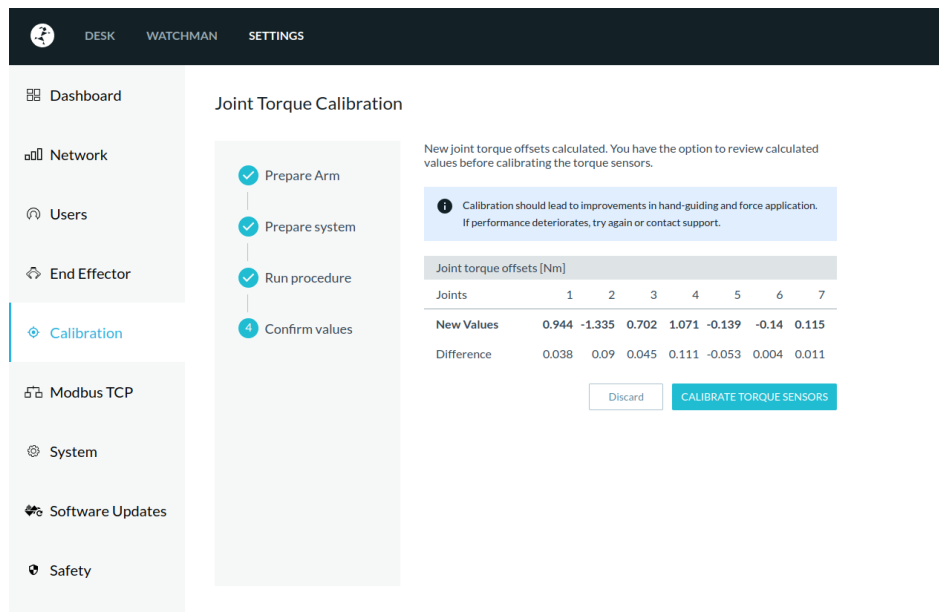 DESK WATCHMAN SETTINGS
Dashboard
Network
Users
End Effector
Calibration
Modbus TCP
System
Software Updates
Safety
Joint Torque Calibration
Prepare Arm
Prepare system
Run procedure
4 Confirm values
New joint torque offsets calculated. You have the option to review calculated
values before calibrating the torque sensors.
Calibration should lead to improvements in hand-guiding and force application.
If performance deteriorates, try again or contact support.
Joint torque offsets [Nm]
Joints 1 2 3 4 5 6 7
New Values 0.944 -1.335 0.702 1.071 -0.139 -0.14 0.115
Difference 0.038 0.09 0.045 0.111 -0.053 0.004 0.011
Discard CALIBRATE TORQUE SENSORS